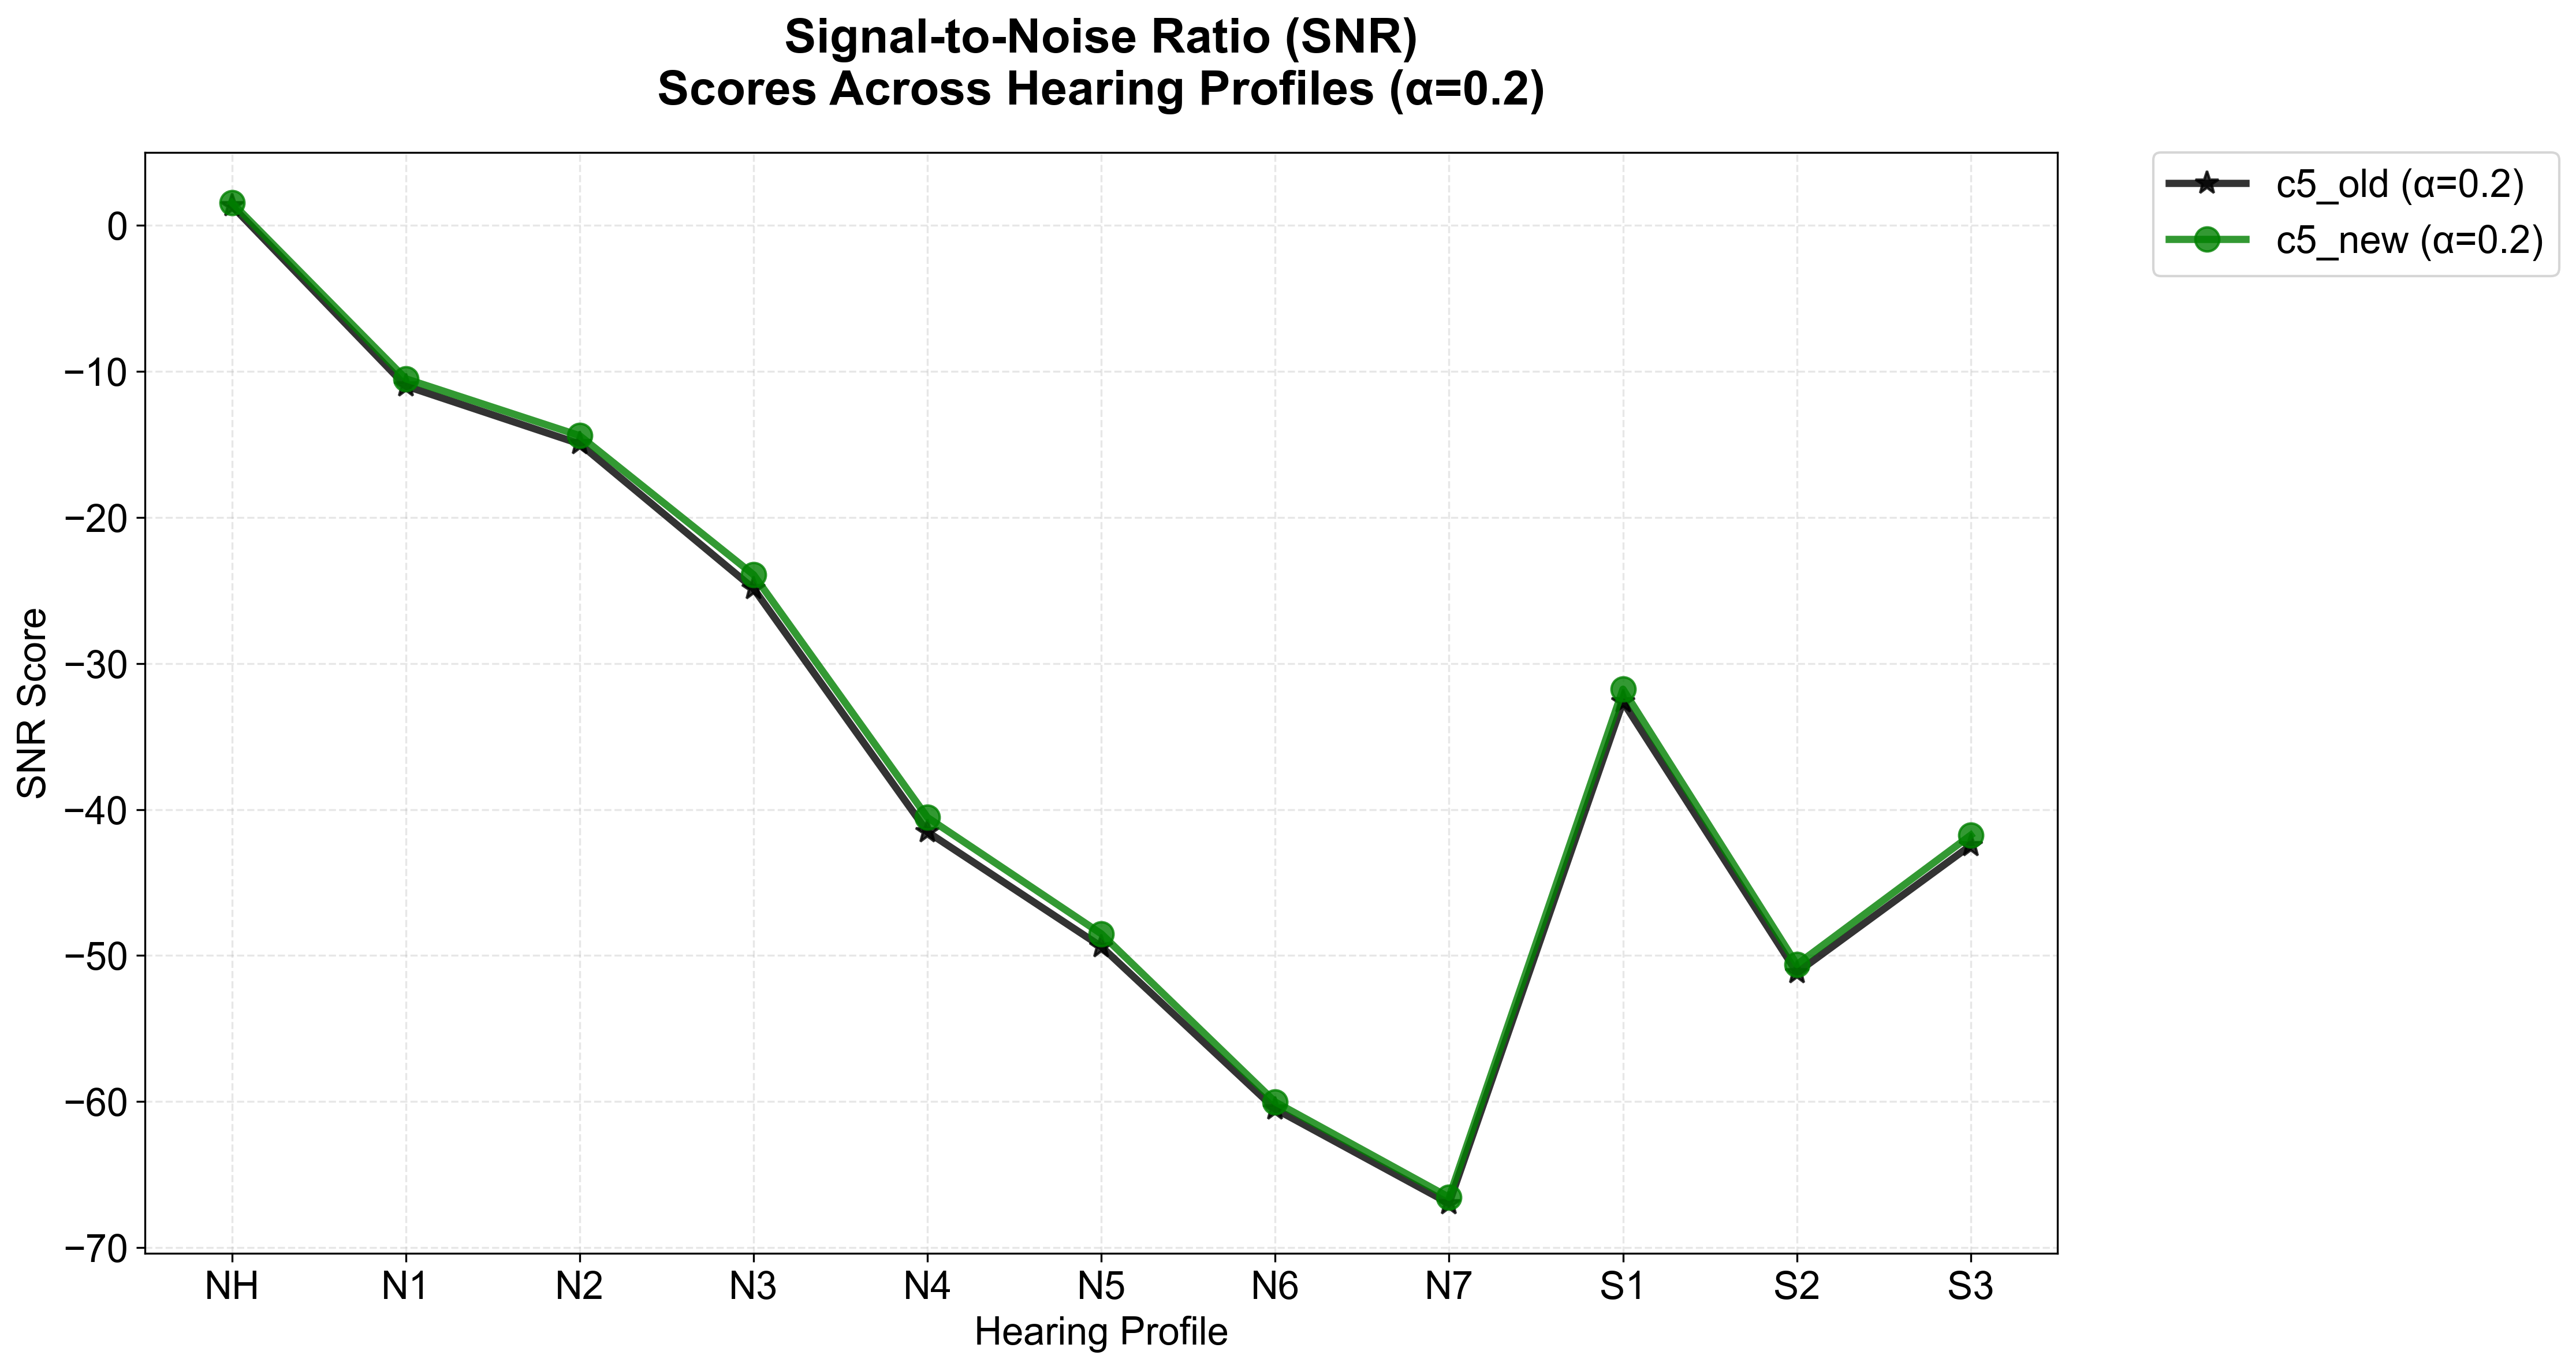 Signal-to-Noise Ratio (SNR)
Scores Across Hearing Profiles (α=0.2)
c5_old (α=0.2)
c5_new (α=0.2)
SNR Score
0
−10
−20
−30
−40
−50
−60
−70
NH N1 N2 N3 N4 N5 N6 N7 S1 S2 S3
Hearing Profile